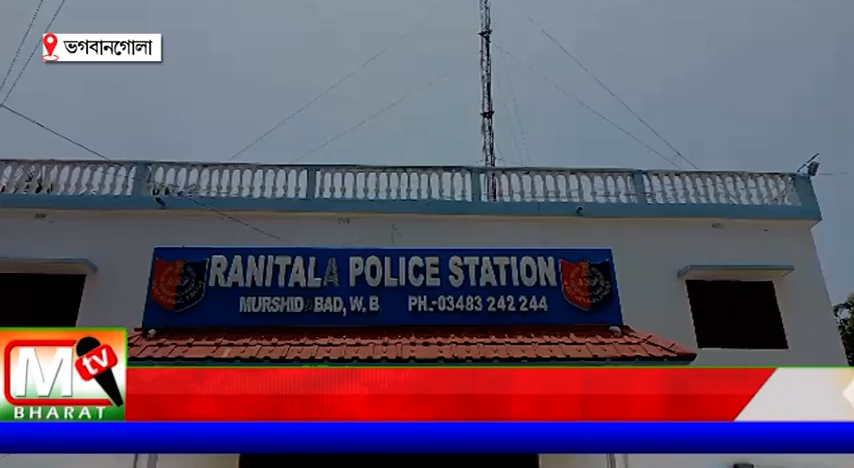 ভগবানগোলা
RANITALA POLICE STATION
MURSHIDABAD, W. B. PH.-03483 242 244
M tv
BHARAT